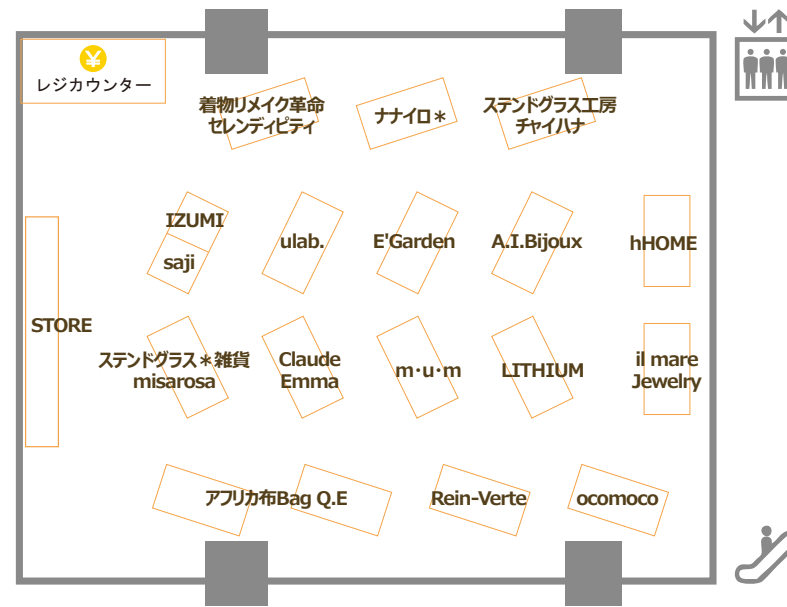 ¥
レジカウンター
着物リメイク革命
セレンディピティ
ナナイロ＊
ステンドグラス工房
チャイハナ
IZUMI
saji
ulab.
E'Garden
A.I.Bijoux
hHOME
STORE
ステンドグラス＊雑貨
misarosa
Claude
Emma
m・u・m
LITHIUM
il mare
Jewelry
アフリカ布Bag Q.E
Rein-Verte
ocomoco